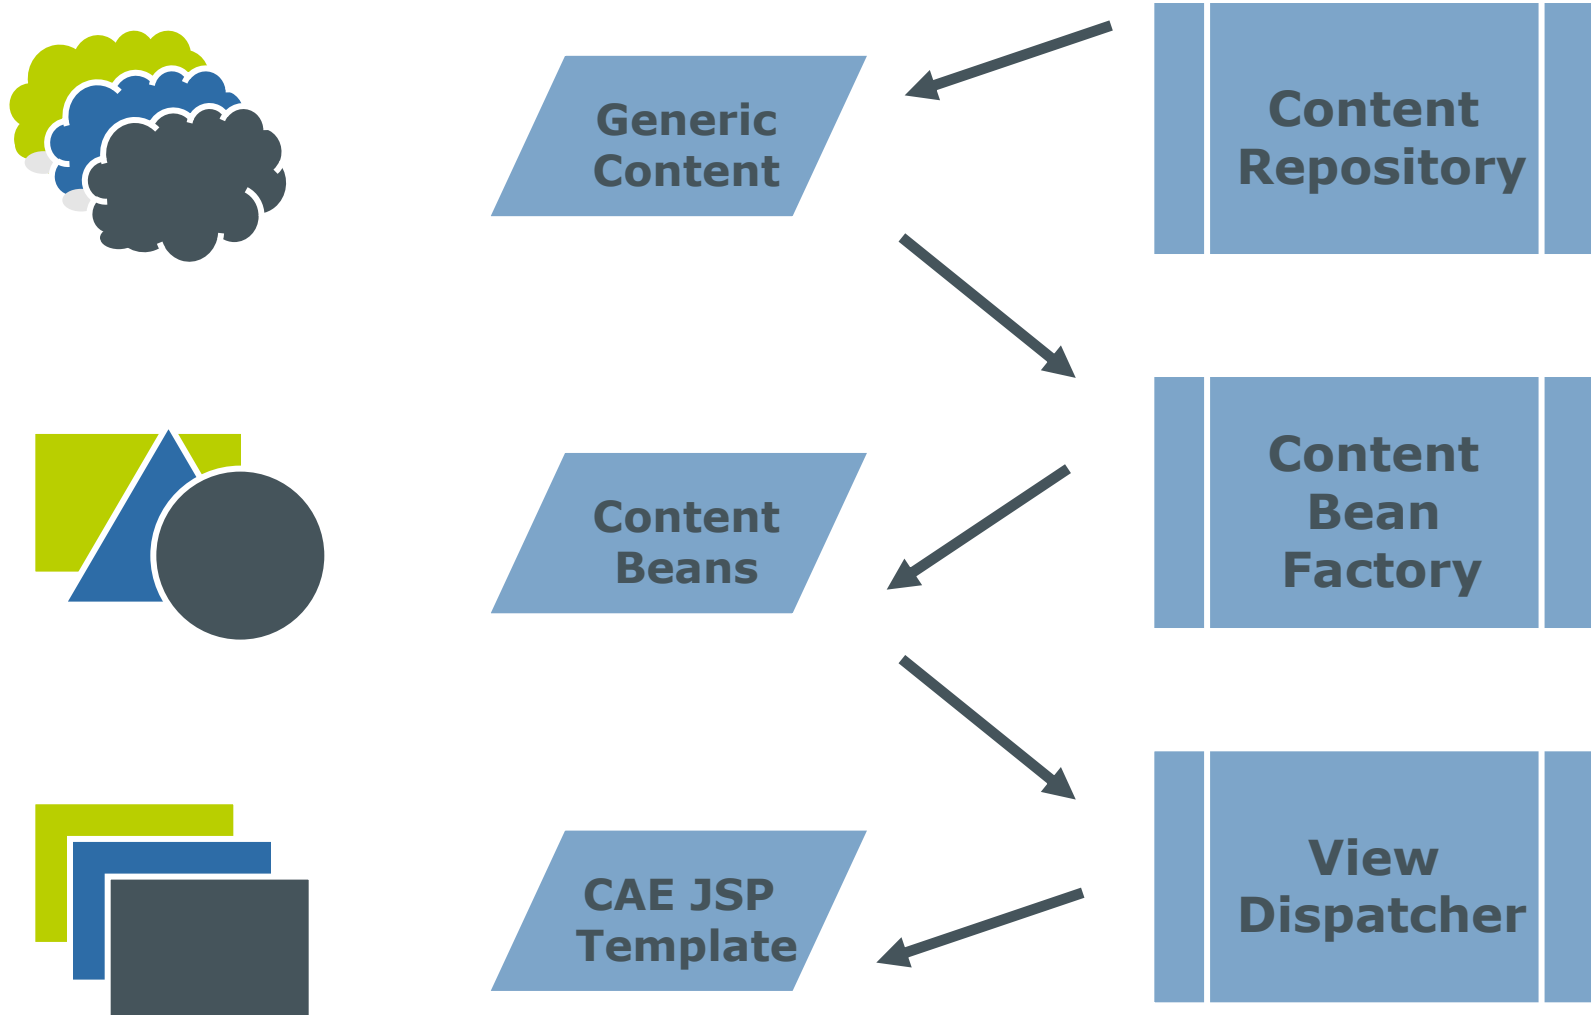 Generic
Content
Content
Repository
Content
Beans
Content
Bean
Factory
CAE JSP
Template
View
Dispatcher